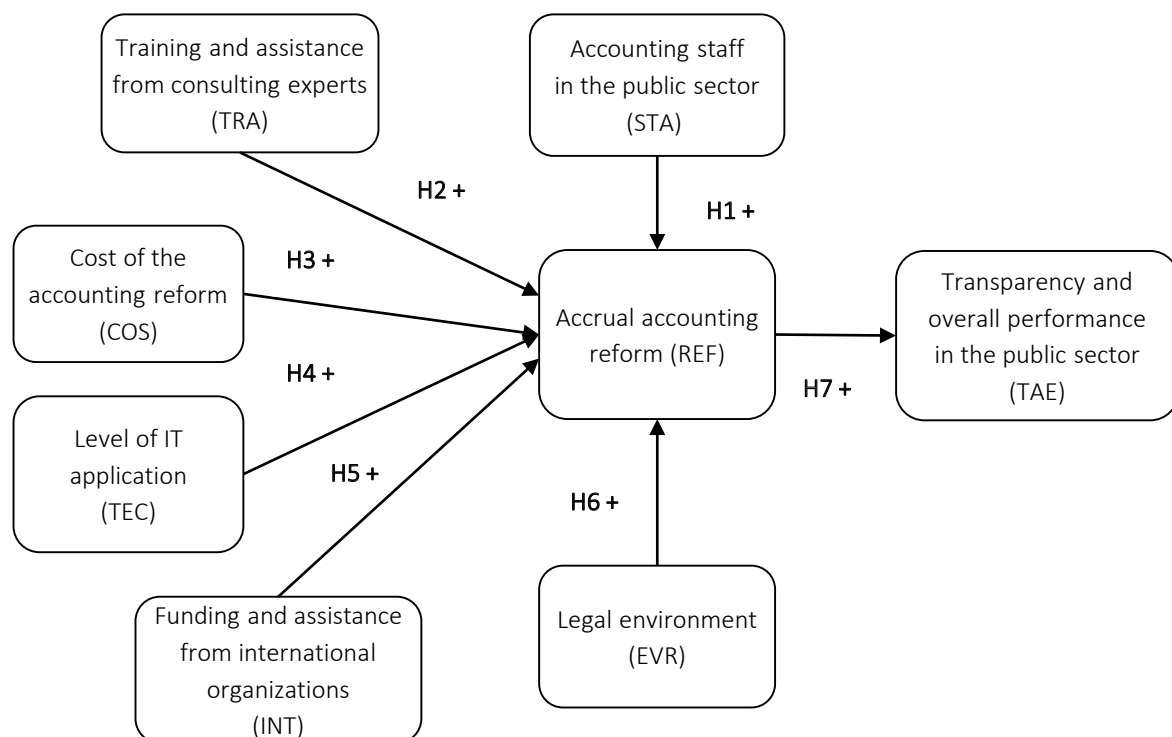 Training and assistance
from consulting experts
(TRA)
Accounting staff
in the public sector
(STA)
H2 +
H1 +
Cost of the
accounting reform
(COS)
H3 +
Accrual accounting
reform (REF)
Transparency and
overall performance
in the public sector
(TAE)
H4 +
H7 +
Level of IT
application
(TEC)
H5 +
H6 +
Funding and assistance
from international
organizations
(INT)
Legal environment
(EVR)